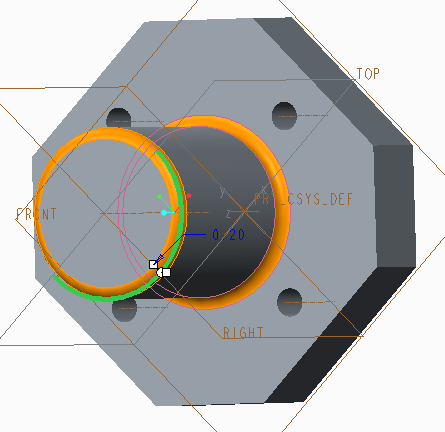 TOP
PRT_CSYS_DEF
FRONT
y
x
z
0.20
RIGHT